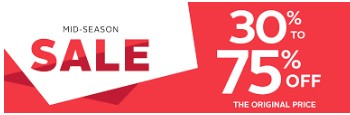 MID-SEASON
SALE
30% TO
75% OFF
THE ORIGINAL PRICE